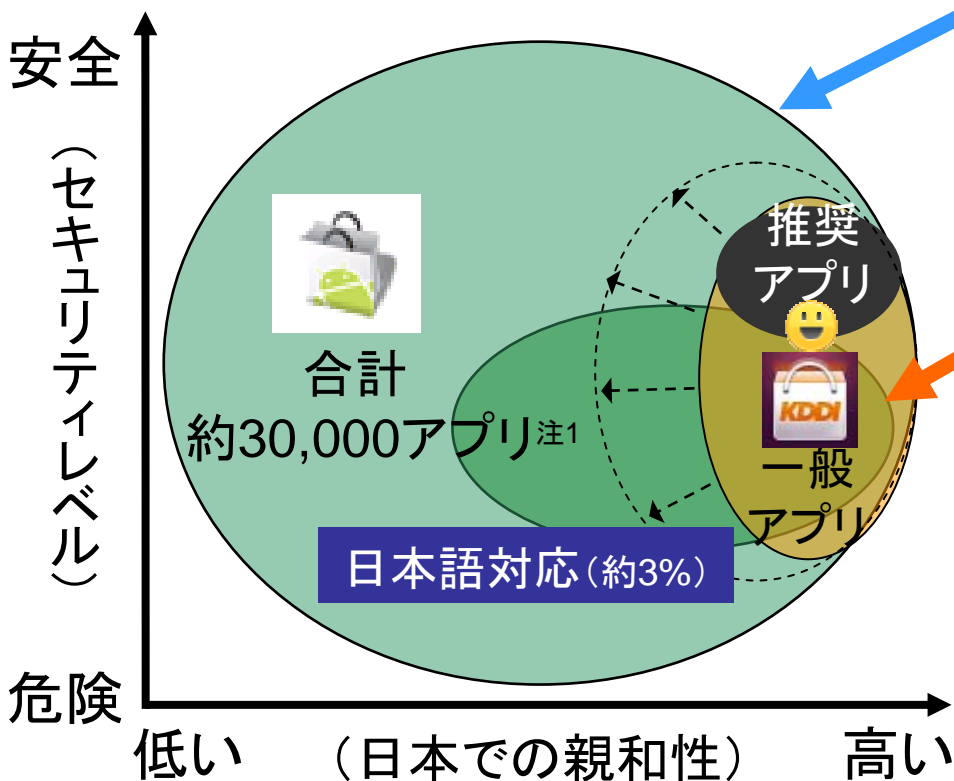 安全
（セキュリティレベル）
危険
推奨
アプリ
合計
約30,000アプリ注1
KDDI
一般
アプリ
日本語対応（約3%）
低い （日本での親和性） 高い